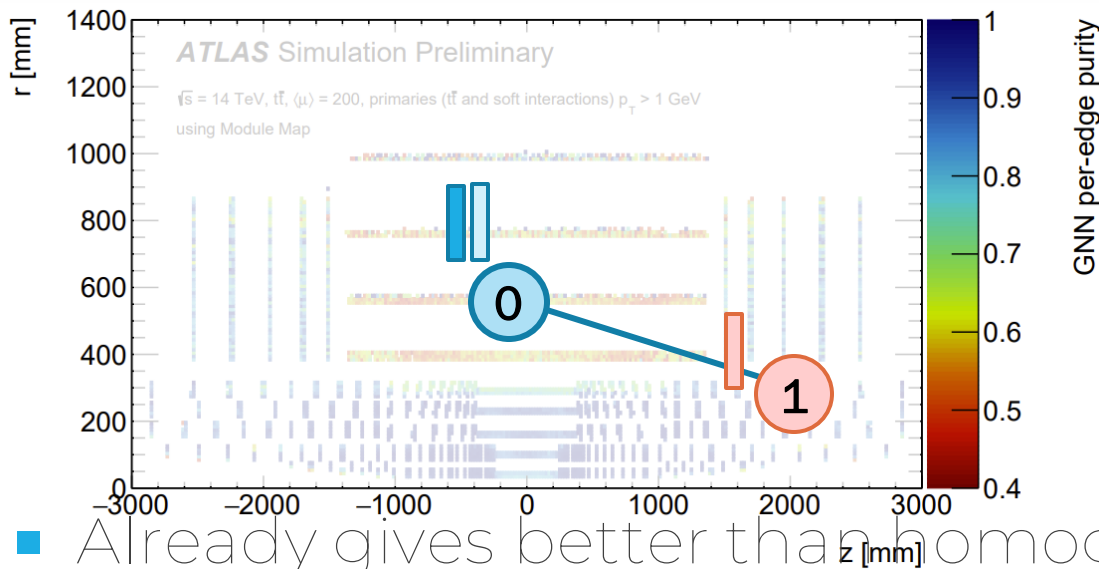 1400
1200
1000
800
600
400
200
0
r [mm]
ATLAS Simulation Preliminary
√s = 14 TeV, tt̄, ⟨μ⟩ = 200, primaries (tt̄ and soft interactions) p_T > 1 GeV
using Module Map
0
1
−3000 −2000 −1000 0 1000 2000 3000
z [mm]
1
0.9
0.8
0.7
0.6
0.5
0.4
GNN per-edge purity
Already gives better than